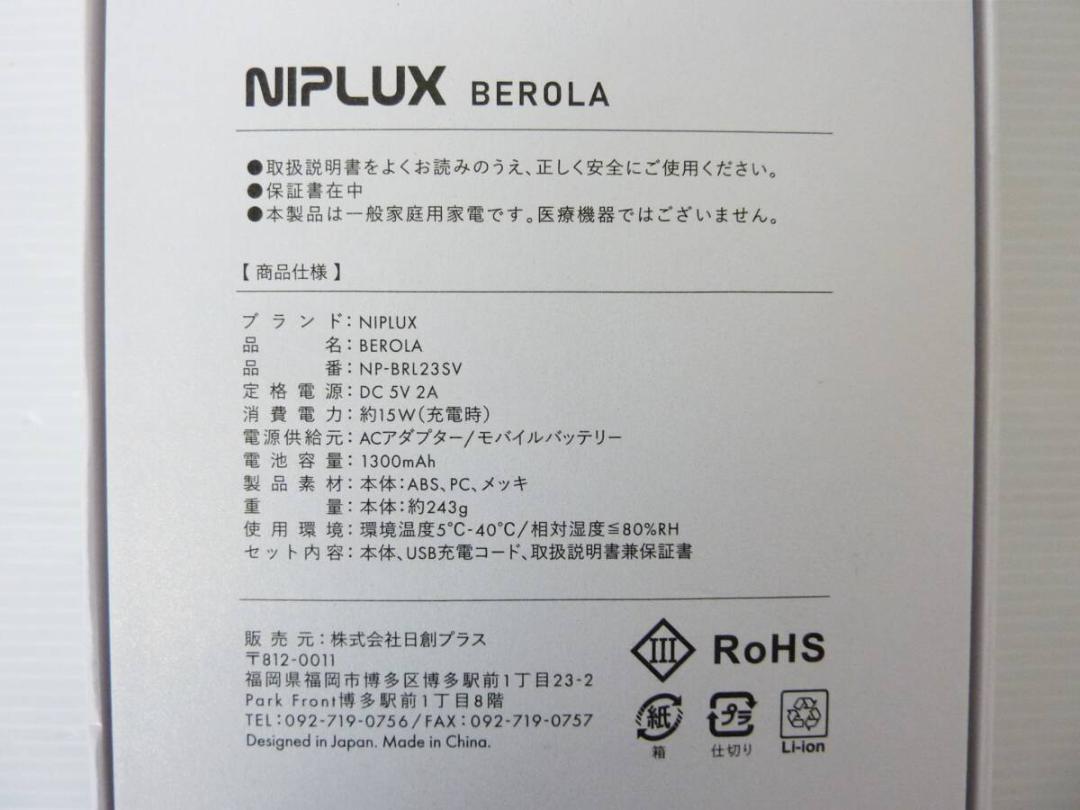 NIPLUX BEROLA
●取扱説明書をよくお読みのうえ、正しく安全にご使用ください。
●保証書在中
●本製品は一般家庭用家電です。医療機器ではございません。
【 商品仕様 】
ブランド：NIPLUX
品名：BEROLA
品番：NP-BRL23SV
定格電源：DC 5V 2A
消費電力：約15W（充電時）
電源供給元：ACアダプター/モバイルバッテリー
電池容量：1300mAh
製品素材：本体：ABS、PC、メッキ
重量：本体：約243g
使用環境：環境温度5℃-40℃/相対湿度≦80%RH
セット内容：本体、USB充電コード、取扱説明書兼保証書
販売元：株式会社日創プラス
〒812-0011
福岡県福岡市博多区博多駅前1丁目23-2
Park Front博多駅前1丁目8階
TEL：092-719-0756/FAX：092-719-0757
Designed in Japan. Made in China.
III RoHS
紙 プラ
箱 仕切り Li-ion